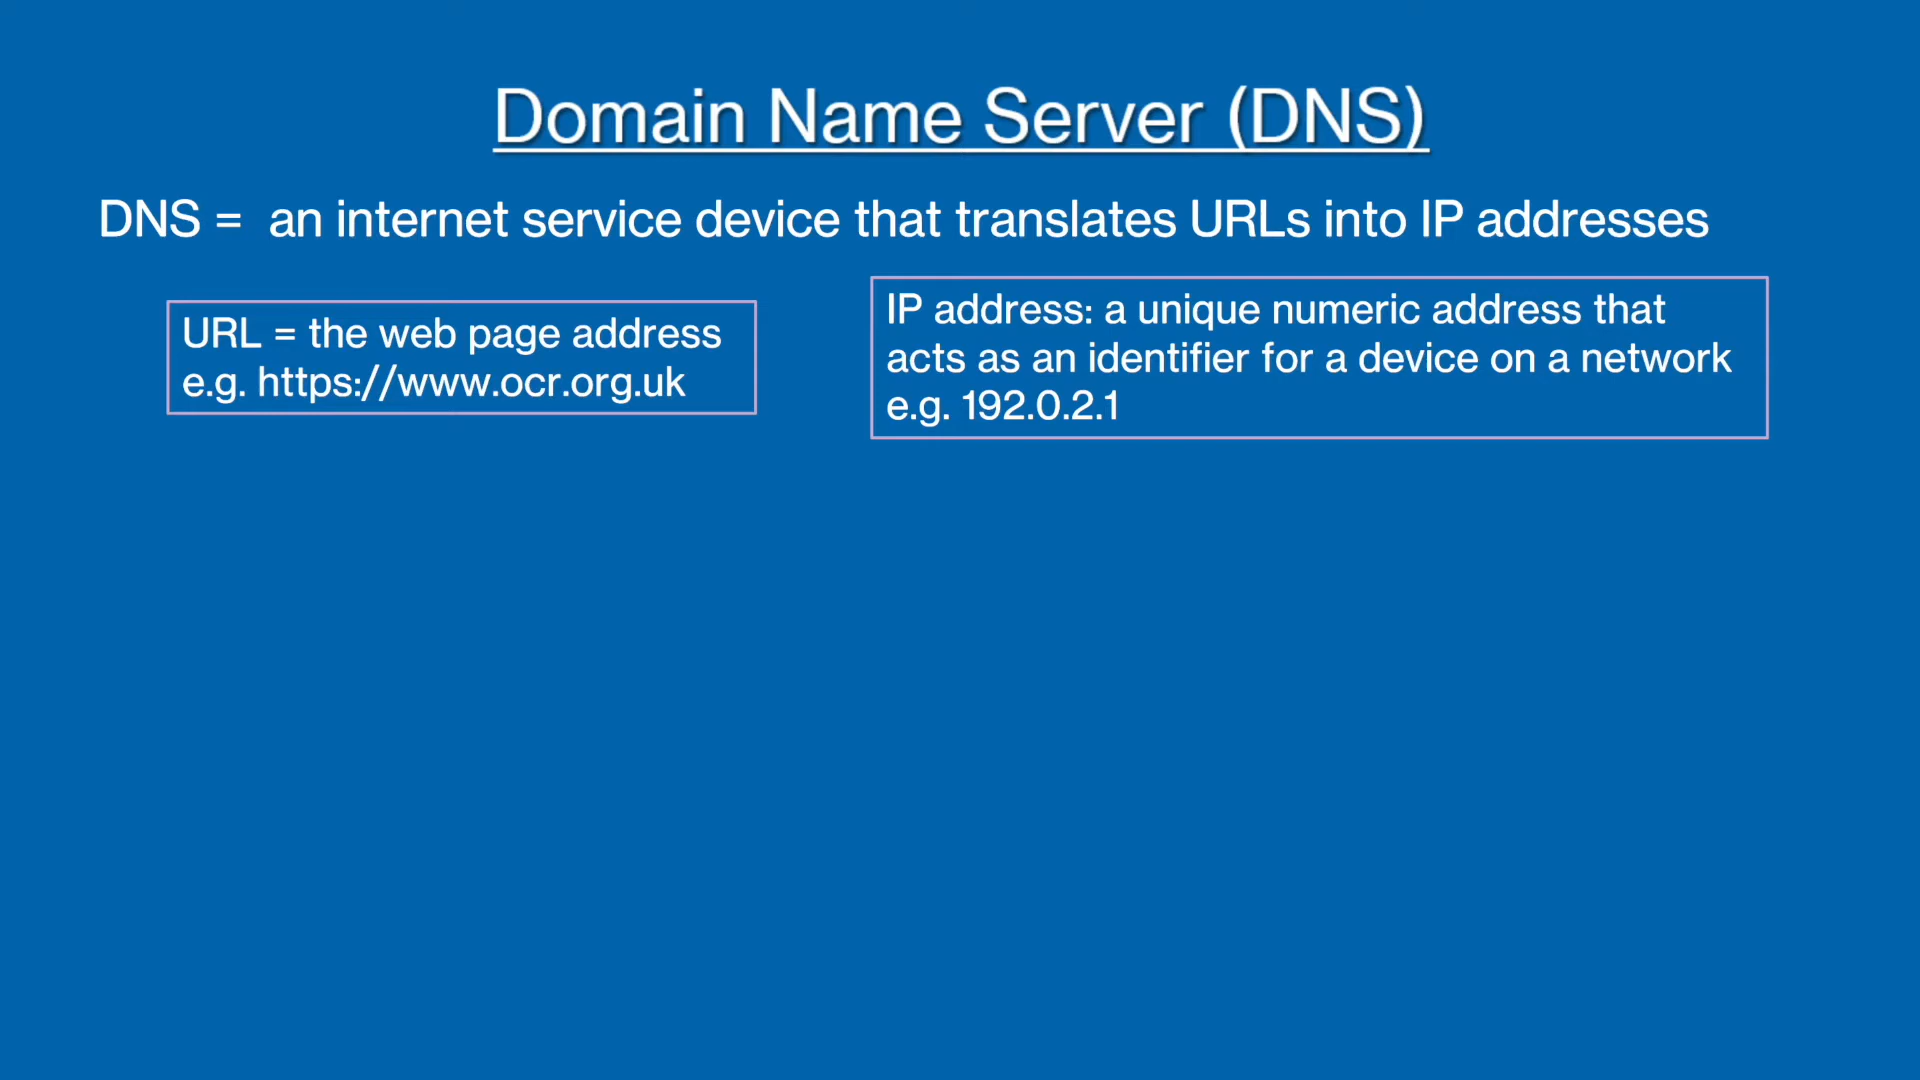 Domain Name Server (DNS)
DNS = an internet service device that translates URLs into IP addresses
URL = the web page address
e.g. https://www.ocr.org.uk
IP address: a unique numeric address that
acts as an identifier for a device on a network
e.g. 192.0.2.1